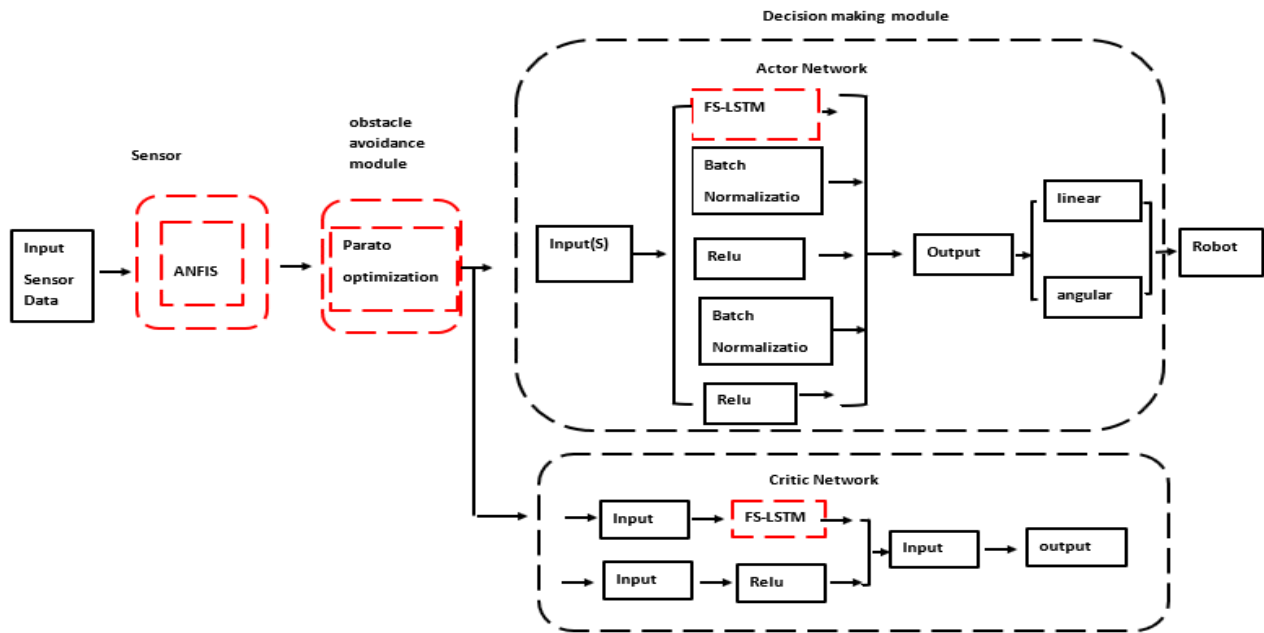 Decision making module
Actor Network
Sensor
obstacle
avoidance
module
Input
Sensor
Data
ANFIS
Parato
optimization
Input(S)
FS-LSTM
Batch
Normalizatio
Relu
Batch
Normalizatio
Relu
Output
linear
angular
Robot
Critic Network
Input
FS-LSTM
Input
Relu
Input
output